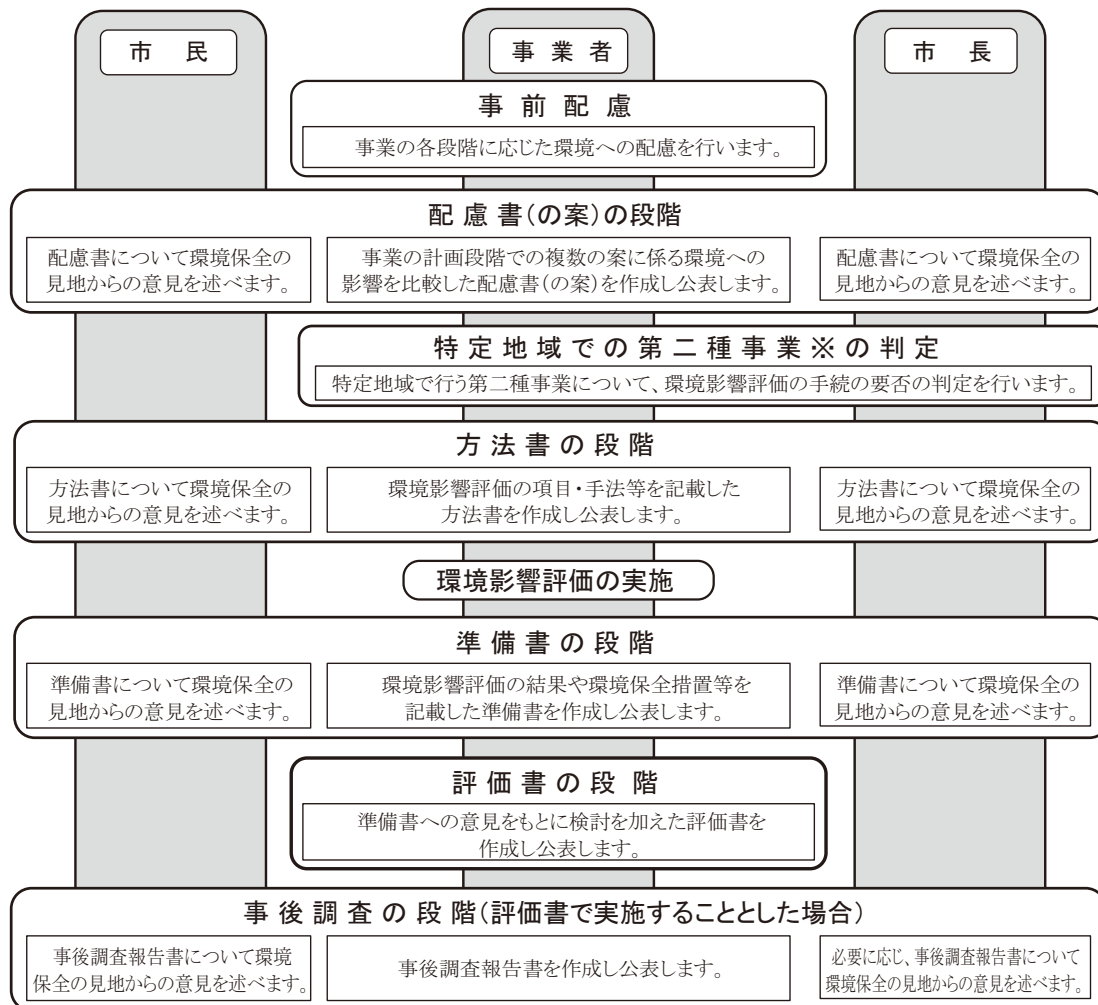 市民
事業者
市長
事前配慮
事業の各段階に応じた環境への配慮を行います。
配慮書(の案)の段階
配慮書について環境保全の
見地からの意見を述べます。
事業の計画段階での複数の案に係る環境への
影響を比較した配慮書(の案)を作成し公表します。
配慮書について環境保全の
見地からの意見を述べます。
特定地域での第二種事業※の判定
特定地域で行う第二種事業について、環境影響評価の手続の要否の判定を行います。
方法書の段階
方法書について環境保全の
見地からの意見を述べます。
環境影響評価の項目・手法等を記載した
方法書を作成し公表します。
方法書について環境保全の
見地からの意見を述べます。
環境影響評価の実施
準備書の段階
準備書について環境保全の
見地からの意見を述べます。
環境影響評価の結果や環境保全措置等を
記載した準備書を作成し公表します。
準備書について環境保全の
見地からの意見を述べます。
評価書の段階
準備書への意見をもとに検討を加えた評価書を
作成し公表します。
事後調査の段階(評価書で実施することとした場合)
事後調査報告書について環境
保全の見地からの意見を述べます。
事後調査報告書を作成し公表します。
必要に応じ、事後調査報告書について
環境保全の見地からの意見を述べます。